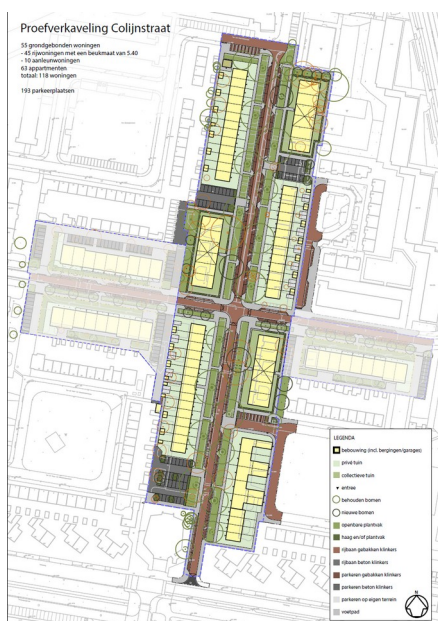 Proefverkaveling Colijnstraat
55 grondgebonden woningen
- 45 rijwoningen met een beukmaat van 5.40
- 10 aanleunwoningen
63 appartmenten
totaal: 118 woningen
193 parkeerplaatsen
LEGENDA
bebouwing (incl. bergingen/garages)
privé tuin
collectieve tuin
entree
behouden bomen
nieuwe bomen
openbare plantvak
haag en/of plantvak
rijbaan gebakken klinkers
rijbaan beton klinkers
parkeren gebakken klinkers
parkeren beton klinkers
parkeren op eigen terrein
voetpad
N